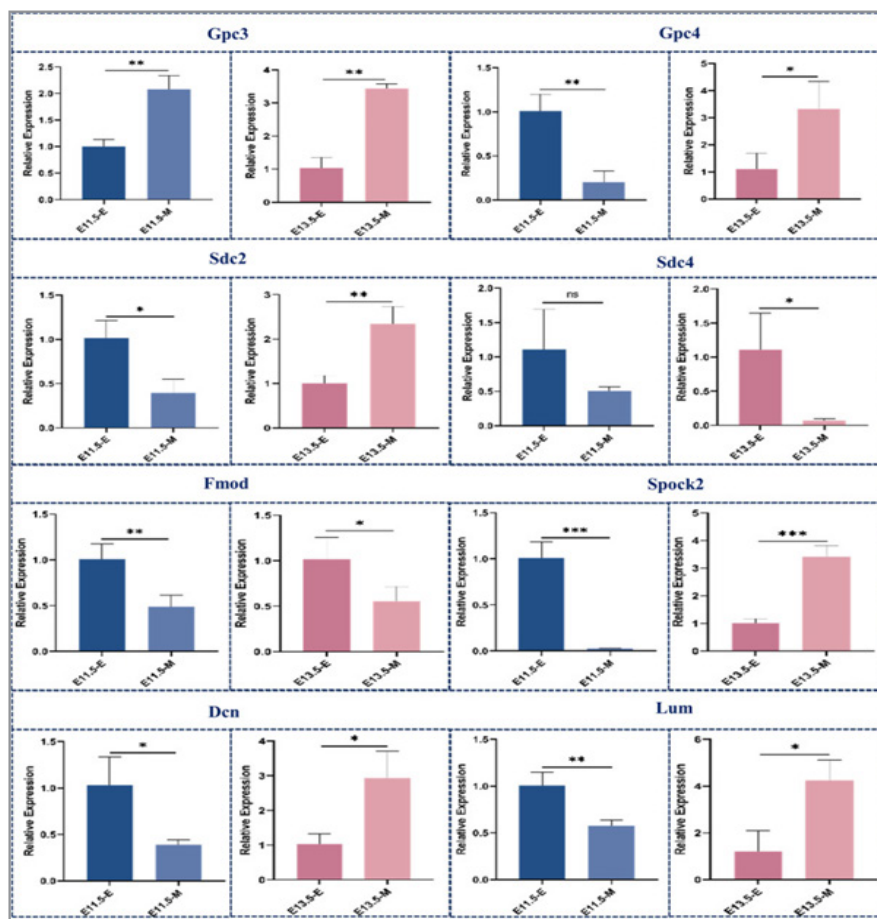 Gpc3
Gpc4
Relative Expression
2.5
2.0
1.5
1.0
0.5
0.0
**
E11.5-E
E11.5-M
Relative Expression
4
3
2
1
0
**
E13.5-E
E13.5-M
Relative Expression
1.5
1.0
0.5
0.0
**
E11.5-E
E11.5-M
Relative Expression
5
4
3
2
1
0
*
E13.5-E
E13.5-M
Sdc2
Sdc4
Relative Expression
1.5
1.0
0.5
0.0
*
E11.5-E
E11.5-M
Relative Expression
3
2
1
0
**
E13.5-E
E13.5-M
Relative Expression
2.0
1.5
1.0
0.5
0.0
ns
E11.5-E
E11.5-M
Relative Expression
2.0
1.5
1.0
0.5
0.0
*
E13.5-E
E13.5-M
Fmod
Spock2
Relative Expression
1.5
1.0
0.5
0.0
**
E11.5-E
E11.5-M
Relative Expression
1.5
1.0
0.5
0.0
*
E13.5-E
E13.5-M
Relative Expression
1.5
1.0
0.5
0.0
***
E11.5-E
E11.5-M
Relative Expression
5
4
3
2
1
0
***
E13.5-E
E13.5-M
Dcn
Lum
Relative Expression
1.5
1.0
0.5
0.0
*
E11.5-E
E11.5-M
Relative Expression
4
3
2
1
0
*
E13.5-E
E13.5-M
Relative Expression
1.5
1.0
0.5
0.0
**
E11.5-E
E11.5-M
Relative Expression
6
4
2
0
*
E13.5-E
E13.5-M